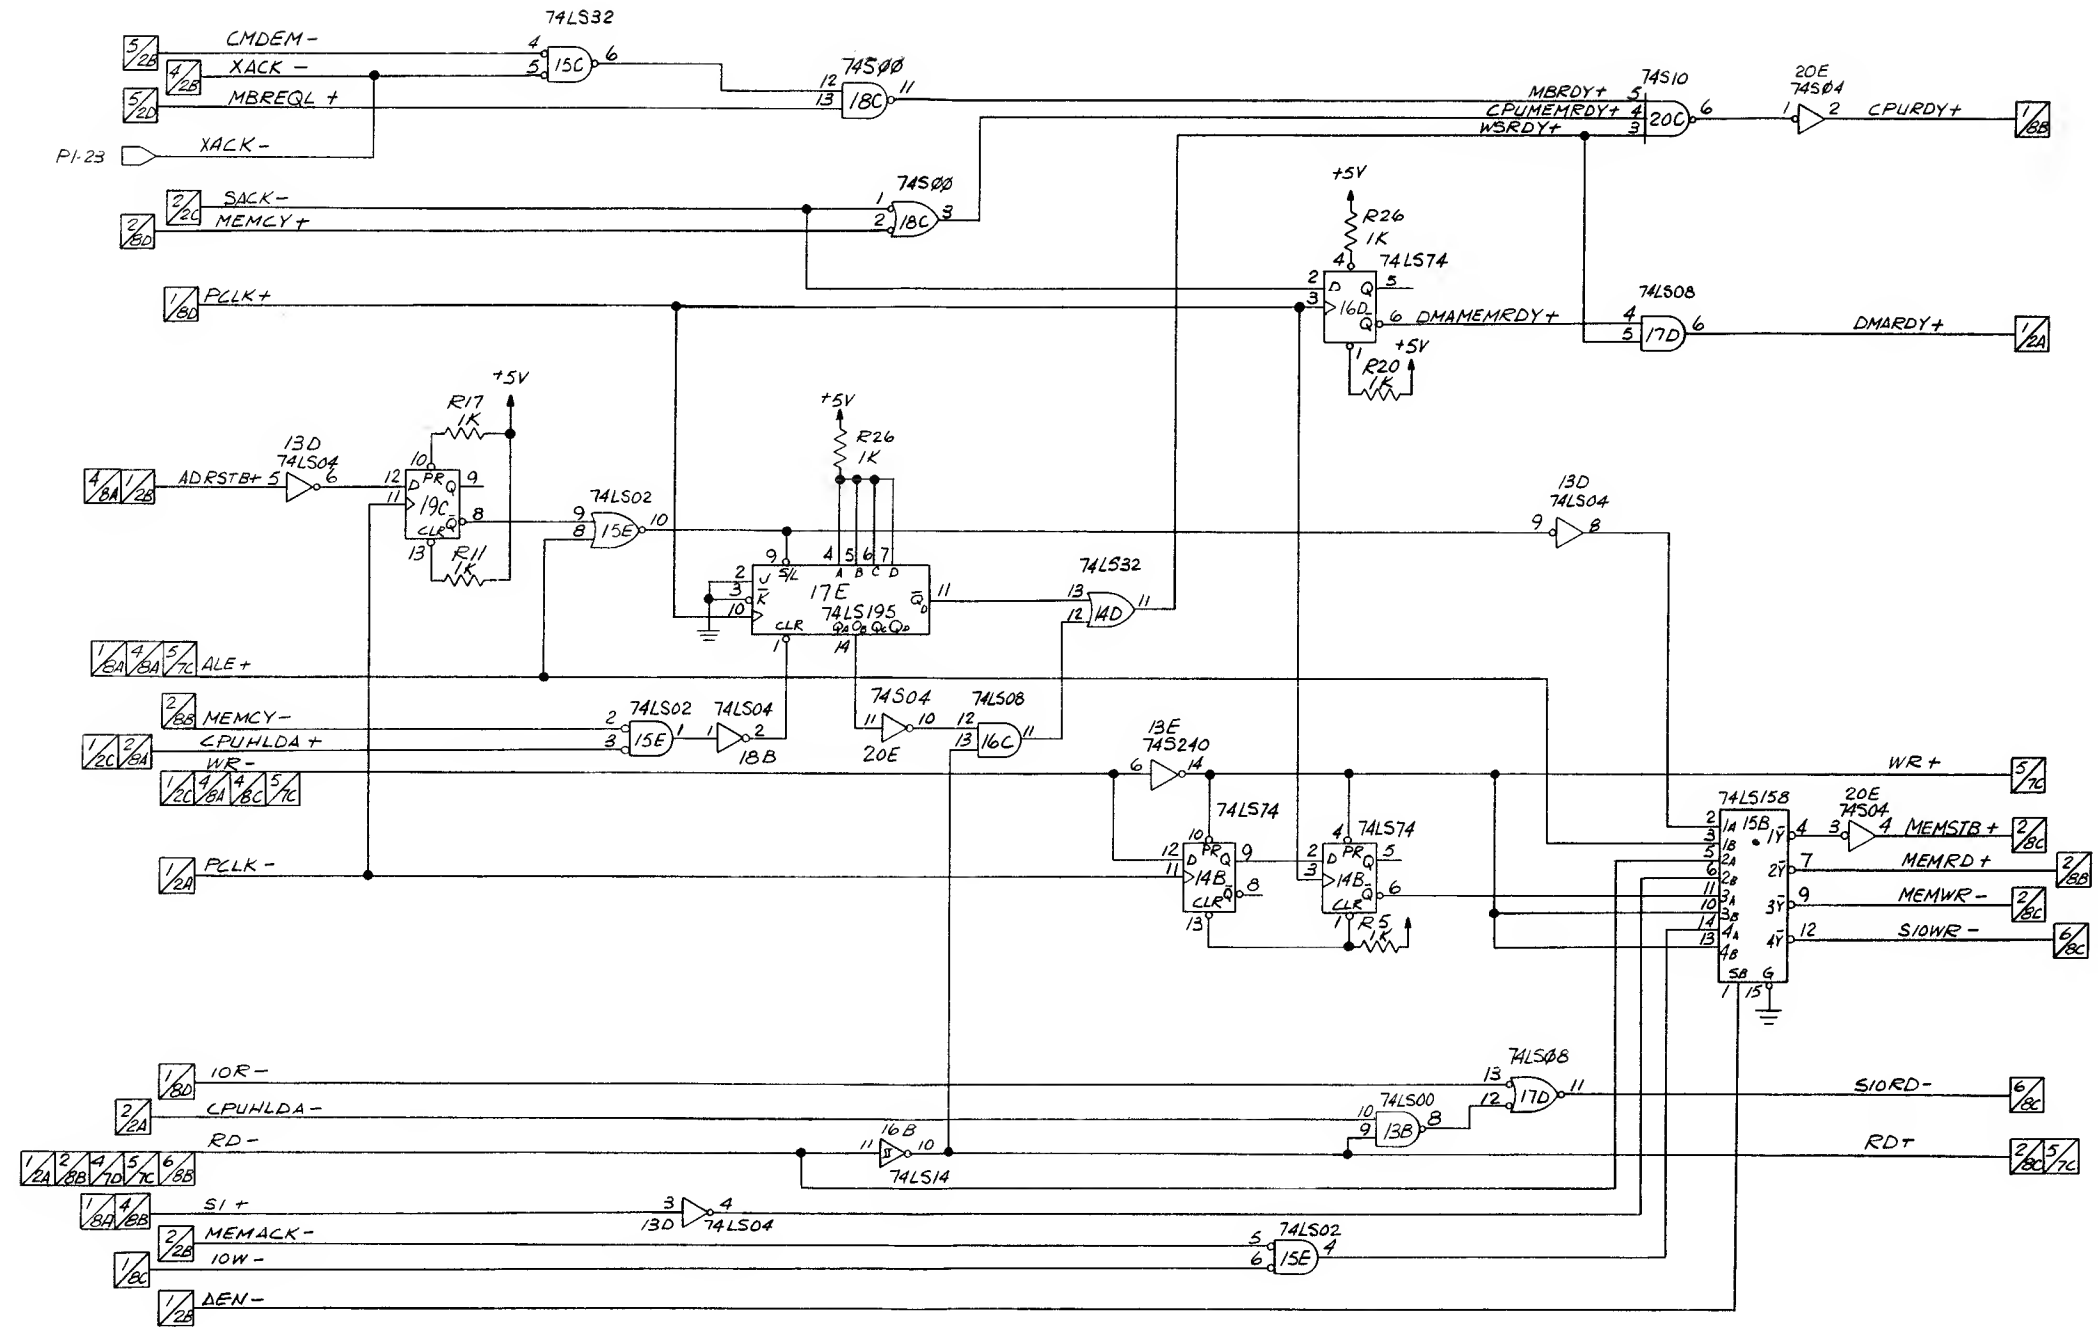 74LS32
5/2B CMDEM- 4
15C 6
4/2B XACK - 5
74SØØ
12
18C 11
5/2D MBREQL + 13
P1-23 XACK-
74S10
MBRDY+ 5
CPUMEMRDY+ 4
WSRDY+ 3
20C 6
20E
74SØ4
1 2 CPURDY+ 1/8B
74SØØ
2/2C SACK- 1
18C 3
2/8D MEMCY+ 2
+5V
R26
1K
4 74LS74
2 D Q 5
3 16D
Q 6 DMAMEMRDY+
1 +5V
R20
1K
1/8D PCLK+
74LS08
4
5 17D 6 DMARDY+ 1/2A
+5V
R17
1K
13D
74LS04
4/8A 1/2B ADRSTB+ 5 6
10
12 D PR Q 9
11 19C
CLR Q 8
13 R11
1K
74LS02
9
8 15E 10
+5V
R26
1K
9 4 5 6 7
S/L A B C D
2 J
3 K 17E QD 11
10 74LS195
CLR QA QB QC QD
1 14
74LS32
13
12 14D 11
13D
74LS04
9 8
1/8A 4/8A 5/7C ALE+
2/8B MEMCY-
74LS02
2
3 15E 1
74LS04
1 2
18B
1/2C 2/8A CPUHLDA+
74S04
11 10
20E
74LS08
12
13 16C 11
WR-
1/2C 4/8A 4/8C 5/7C
13E
74S240
6 14
WR+ 5/7C
74LS74
10
12 D PR Q 9
11 14B
CLR Q 8
13
74LS74
4
2 D PR Q 5
3 14B
CLR Q 6
1 R15
1K
1/2A PCLK-
74LS158
2 1A 15B 1Y 4
3 1B
5 2A 2Y 7
6 2B
11 3A 3Y 9
10 3B
14 4A 4Y 12
13 4B
SB G
1 15
20E
74S04
3 4 MEMSTB+ 2/8C
MEMRD+ 2/8B
MEMWR- 2/8C
SIOWR- 6/8C
1/8D IOR-
74LSØ8
13
12 17D 11 SIORD- 6/8C
2/2A CPUHLDA-
74LS00
10
9 13B 8
RD-
1/2A 2/8B 4/7D 5/7C 6/8B
16B
11 10
74LS14
RD+ 2/8C 5/7C
1/8A 4/8B S1+ 3 4
13D 74LS04
2/2B MEMACK-
74LS02
5
6 15E 4
1/8C IOW-
1/2B DEN-